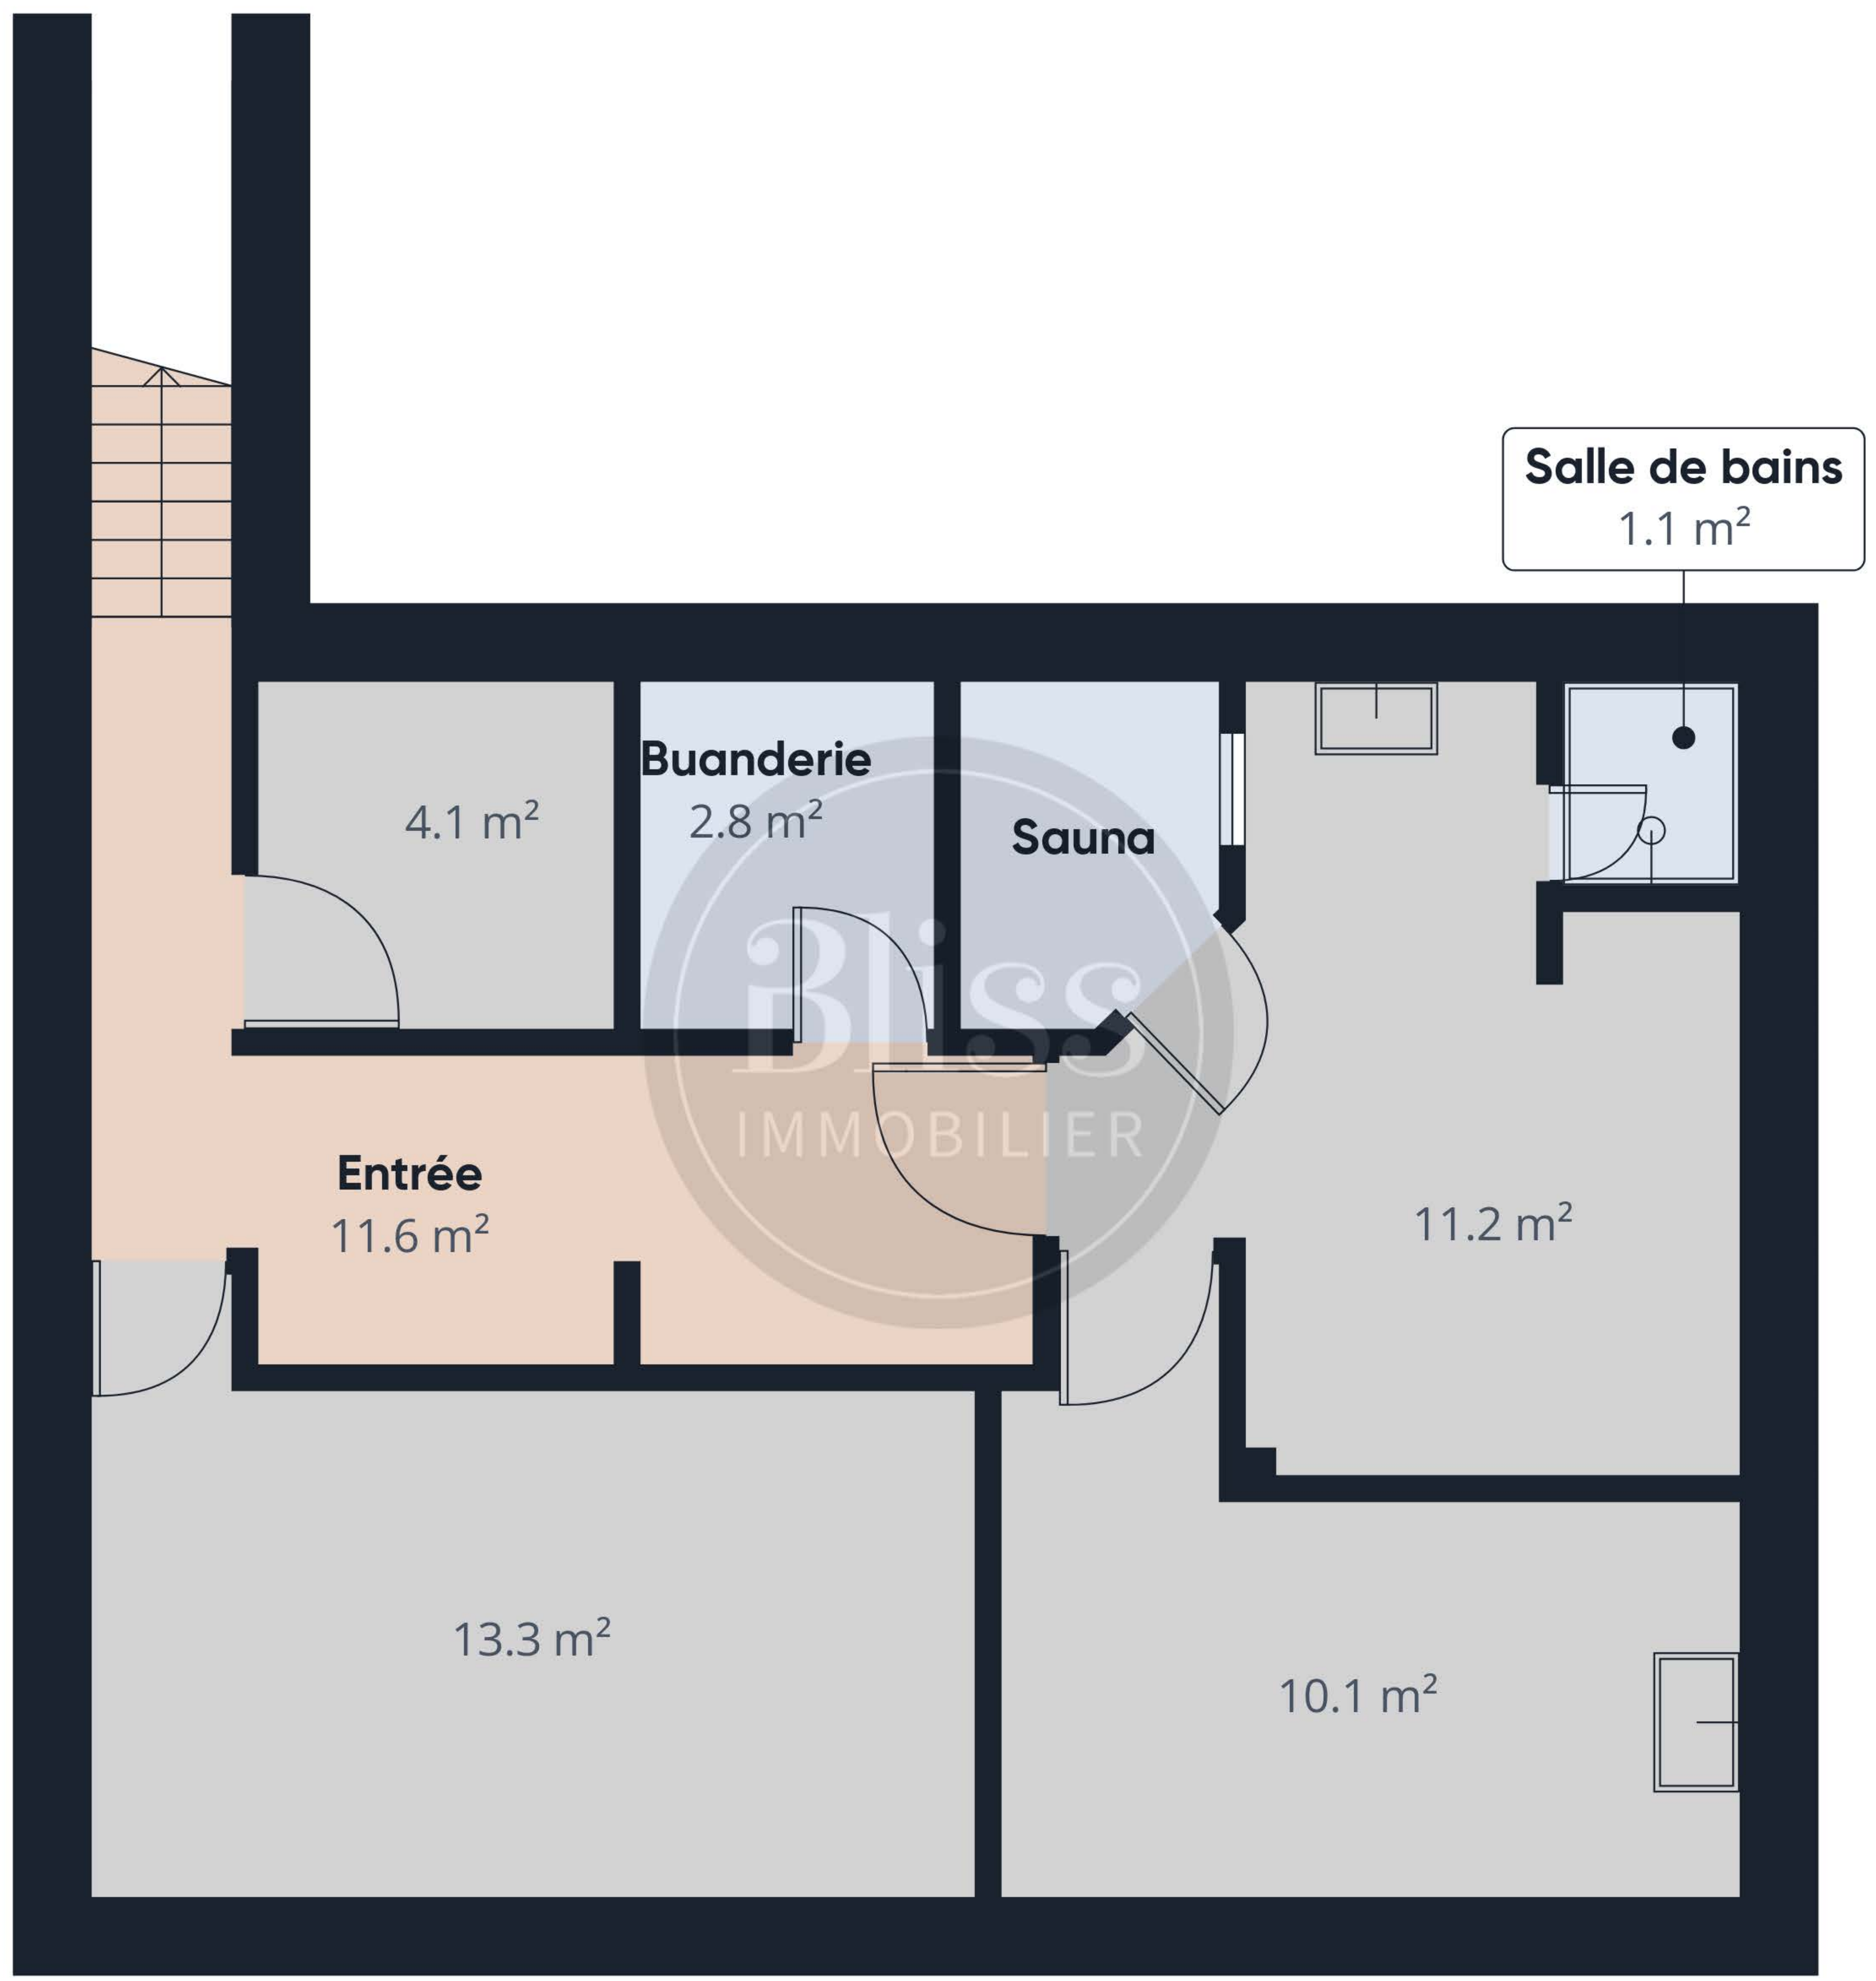 Salle de bains
1.1 m²
Buanderie
2.8 m²
4.1 m²
Sauna
Bliss
IMMOBILIER
Entrée
11.6 m²
11.2 m²
13.3 m²
10.1 m²